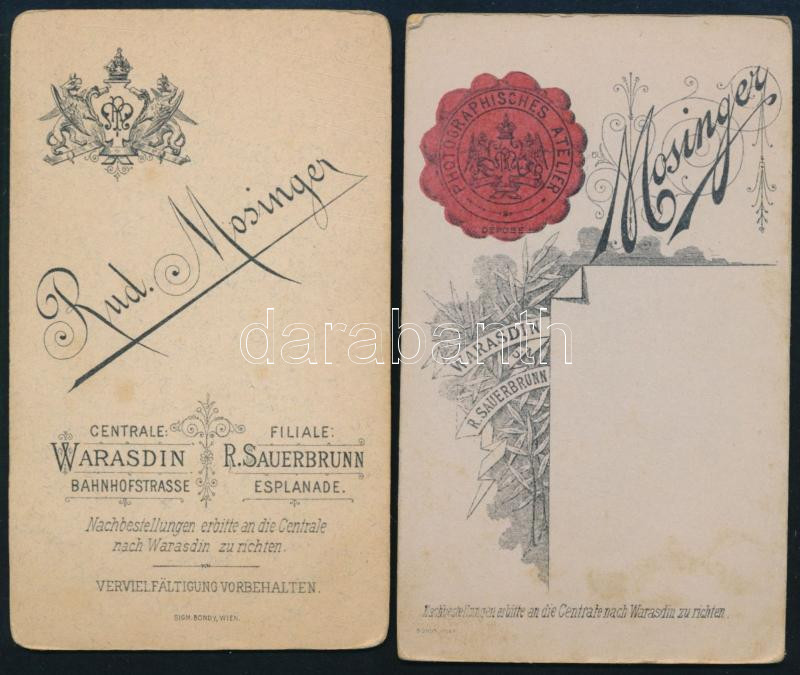 Rud. Mosinger
CENTRALE:
WARASDIN
BAHNHOFSTRASSE
FILIALE:
R. SAUERBRUNN
ESPLANADE.
Nachbestellungen erbitte an die Centrale
nach Warasdin zu richten.
VERVIELFÄLTIGUNG VORBEHALTEN.
SIGM. BONDY, WIEN.
PHOTOGRAPHISCHES ATELIER
DEPOSE
Mosinger
WARASDIN
R. SAUERBRUNN
Nachbestellungen erbitte an die Centrale nach Warasdin zu richten.
darabanth